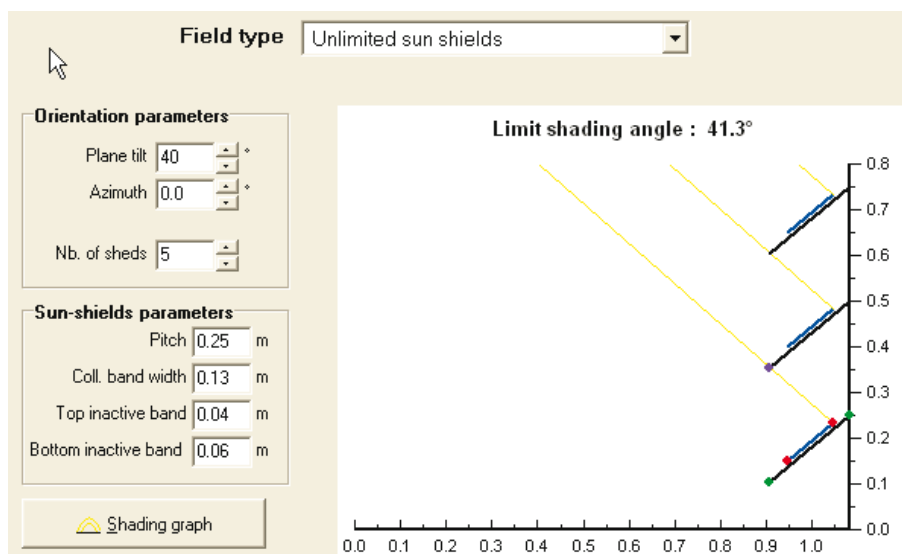 Field type Unlimited sun shields
Orientation parameters
Plane tilt 40 °
Azimuth 0.0 °
Nb. of sheds 5
Sun-shields parameters
Pitch 0.25 m
Coll. band width 0.13 m
Top inactive band 0.04 m
Bottom inactive band 0.06 m
Shading graph
Limit shading angle : 41.3°
0.8
0.7
0.6
0.5
0.4
0.3
0.2
0.1
0.0
0.0 0.1 0.2 0.3 0.4 0.5 0.6 0.7 0.8 0.9 1.0